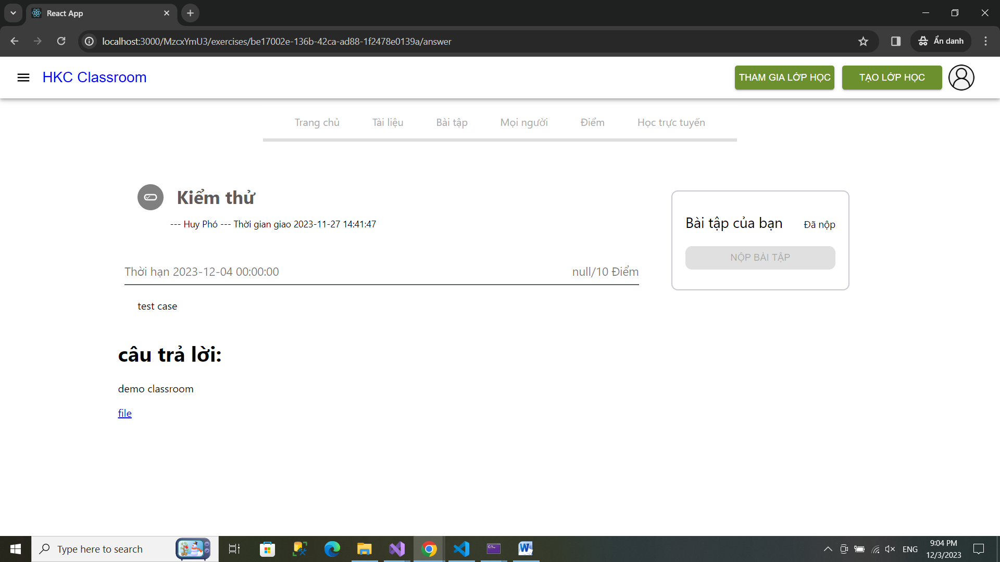 React App
localhost:3000/MzcxYmU3/exercises/be17002e-136b-42ca-ad88-1f2478e0139a/answer
Ẩn danh
HKC Classroom
THAM GIA LỚP HỌC
TẠO LỚP HỌC
Trang chủ Tài liệu Bài tập Mọi người Điểm Học trực tuyến
Kiểm thử
--- Huy Phó --- Thời gian giao 2023-11-27 14:41:47
Bài tập của bạn Đã nộp
NỘP BÀI TẬP
Thời hạn 2023-12-04 00:00:00 null/10 Điểm
test case
câu trả lời:
demo classroom
file
Type here to search
ENG
9:04 PM
12/3/2023